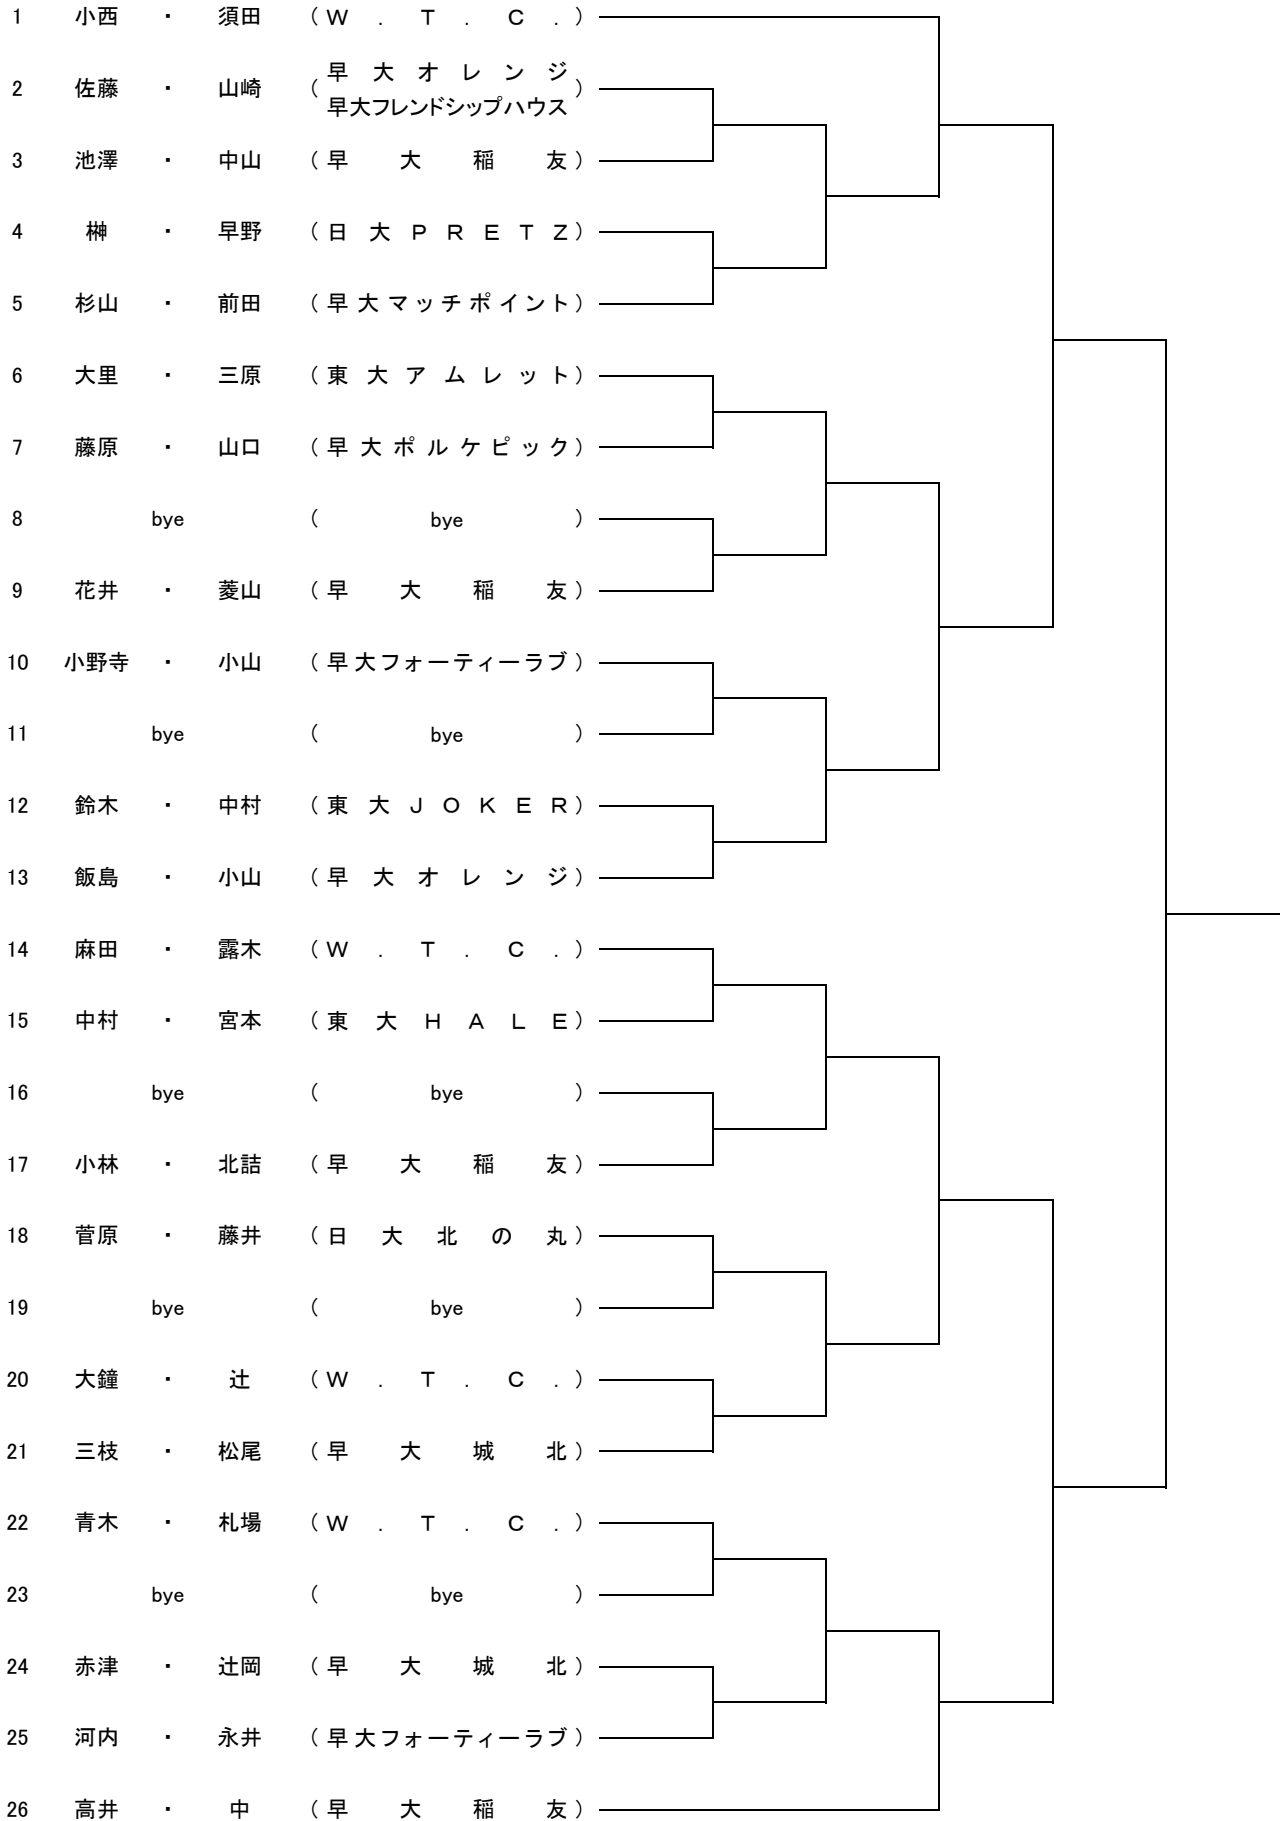 1 小西 ・ 須田 （Ｗ．Ｔ．Ｃ．）
2 佐藤 ・ 山崎 （早大オレンジ
早大フレンドシップハウス）
3 池澤 ・ 中山 （早大稲友）
4 榊 ・ 早野 （日大ＰＲＥＴＺ）
5 杉山 ・ 前田 （早大マッチポイント）
6 大里 ・ 三原 （東大アムレット）
7 藤原 ・ 山口 （早大ポルケピック）
8 bye （bye）
9 花井 ・ 菱山 （早大稲友）
10 小野寺 ・ 小山 （早大フォーティーラブ）
11 bye （bye）
12 鈴木 ・ 中村 （東大ＪＯＫＥＲ）
13 飯島 ・ 小山 （早大オレンジ）
14 麻田 ・ 露木 （Ｗ．Ｔ．Ｃ．）
15 中村 ・ 宮本 （東大ＨＡＬＥ）
16 bye （bye）
17 小林 ・ 北詰 （早大稲友）
18 菅原 ・ 藤井 （日大北の丸）
19 bye （bye）
20 大鐘 ・ 辻 （Ｗ．Ｔ．Ｃ．）
21 三枝 ・ 松尾 （早大城北）
22 青木 ・ 札場 （Ｗ．Ｔ．Ｃ．）
23 bye （bye）
24 赤津 ・ 辻岡 （早大城北）
25 河内 ・ 永井 （早大フォーティーラブ）
26 高井 ・ 中 （早大稲友）